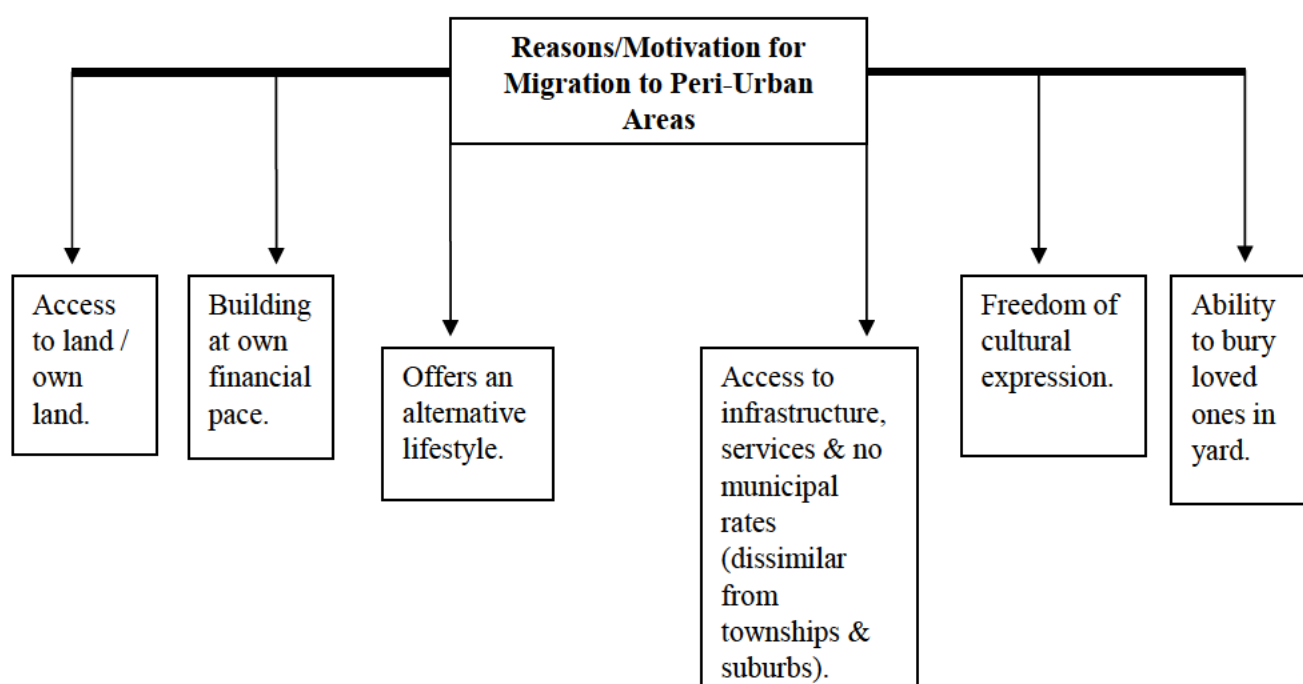 Reasons/Motivation for
Migration to Peri-Urban
Areas
Access
to land /
own
land.
Building
at own
financial
pace.
Offers an
alternative
lifestyle.
Access to
infrastructure,
services & no
municipal
rates
(dissimilar
from
townships &
suburbs).
Freedom of
cultural
expression.
Ability
to bury
loved
ones in
yard.